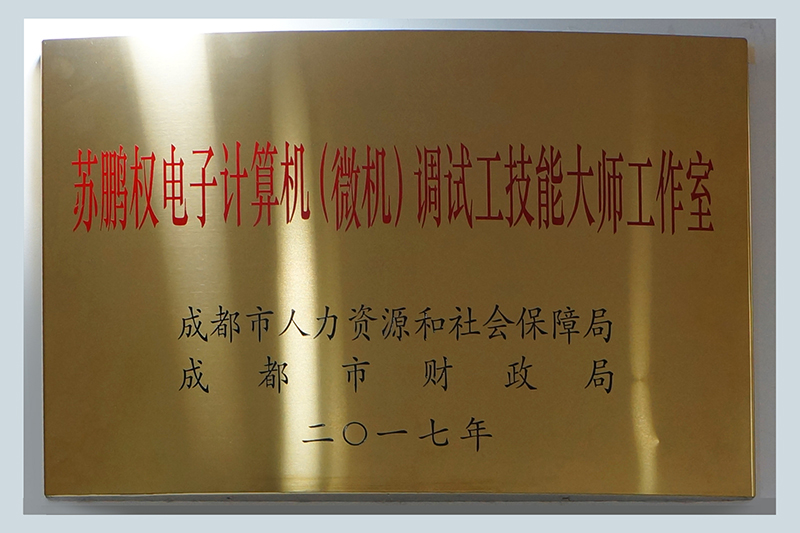 苏鹏权电子计算机（微机）调试工技能大师工作室
成都市人力资源和社会保障局
成都市财政局
二〇一七年